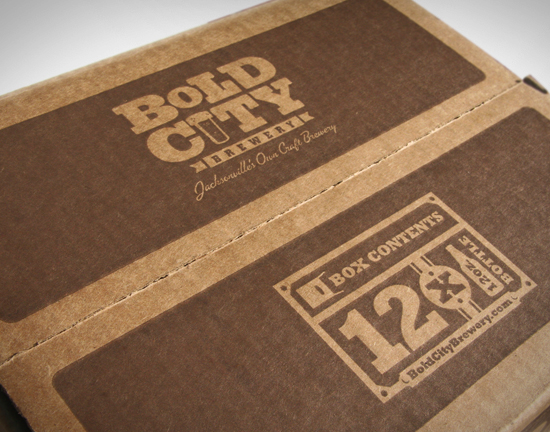 BOLD
CITY
BREWERY
Jacksonville's Own Craft Brewery
BOX CONTENTS
12 X 12oz BOTTLE
BoldCityBrewery.com